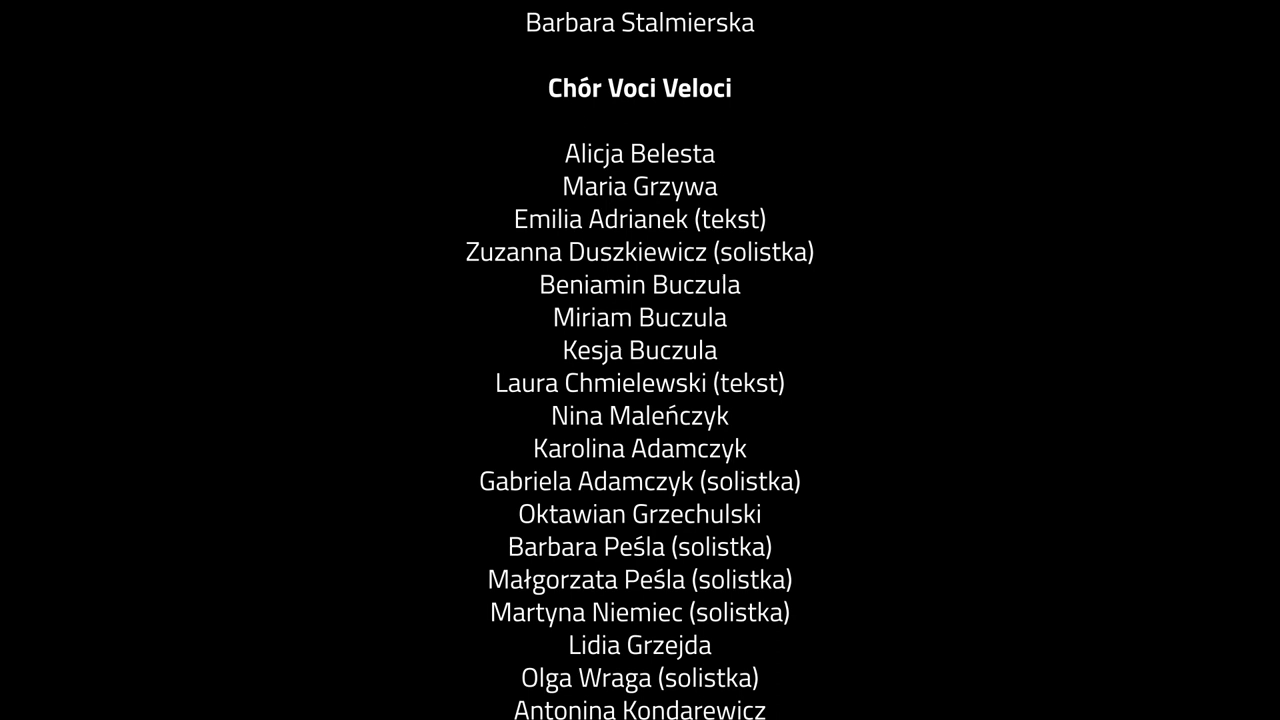 Barbara Stalmierska
Chór Voci Veloci
Alicja Belesta
Maria Grzywa
Emilia Adrianek (tekst)
Zuzanna Duszkiewicz (solistka)
Beniamin Buczula
Miriam Buczula
Kesja Buczula
Laura Chmielewski (tekst)
Nina Maleńczyk
Karolina Adamczyk
Gabriela Adamczyk (solistka)
Oktawian Grzechulski
Barbara Peśla (solistka)
Małgorzata Peśla (solistka)
Martyna Niemiec (solistka)
Lidia Grzejda
Olga Wraga (solistka)
Antonina Kondarewicz